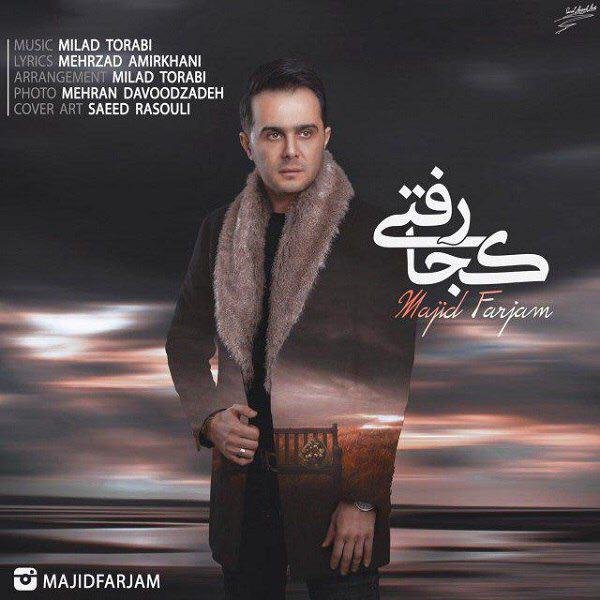 MUSIC MILAD TORABI
LYRICS MEHRZAD AMIRKHANI
ARRANGEMENT MILAD TORABI
PHOTO MEHRAN DAVOODZADEH
COVER ART SAEED RASOULI
کجای رفتی
Majid Farjam
MAJIDFARJAM